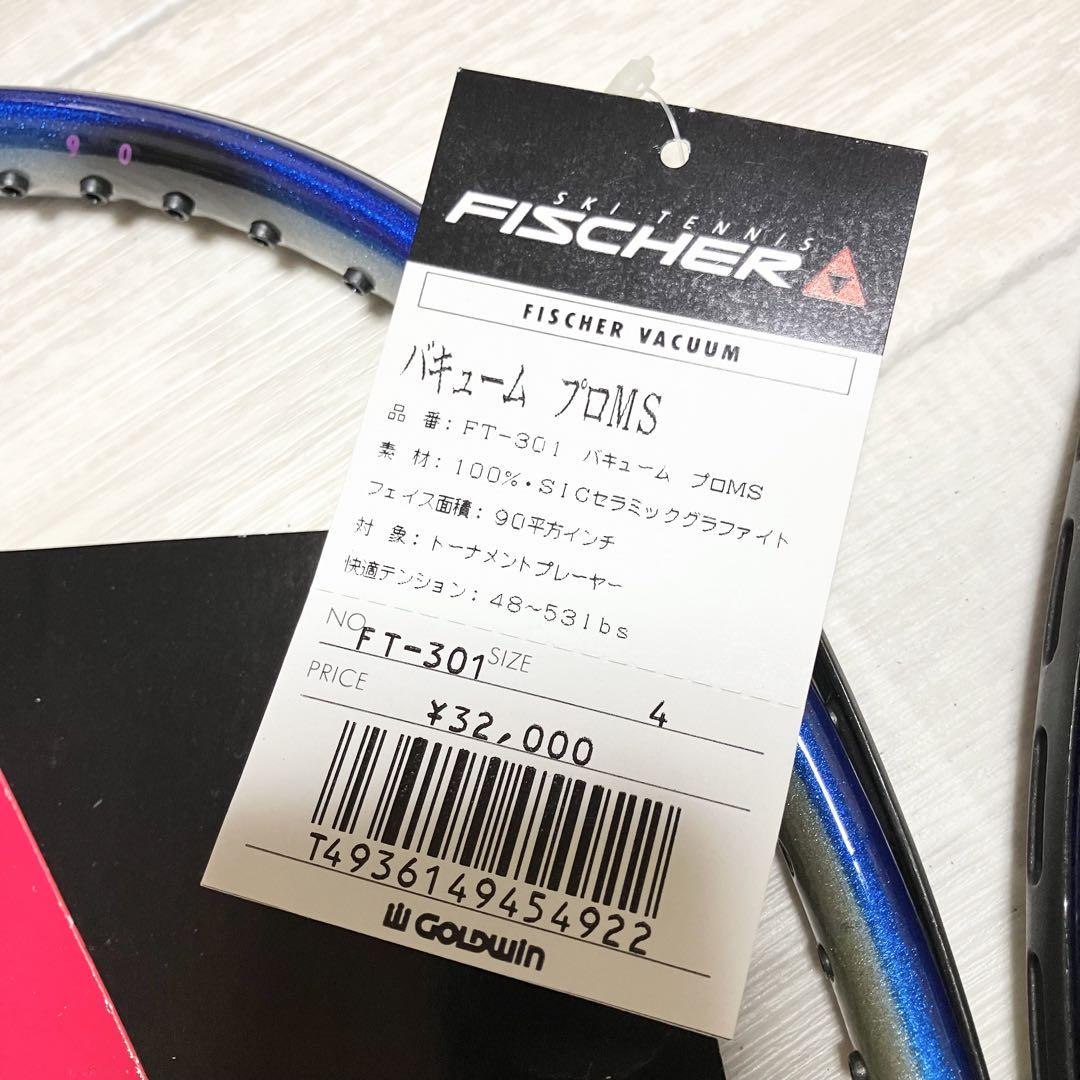 90
SKI TENNIS
FISCHER
FISCHER VACUUM
バキューム プロMS
品 番:FT-301 バキューム プロMS
素 材:100%・SICセラミックグラファイト
フェイス面積:90平方インチ
対 象:トーナメントプレーヤー
快適テンション:48~53lbs
NO. FT-301 SIZE 4
PRICE ¥32,000
T4936149454922
GOLDWIN